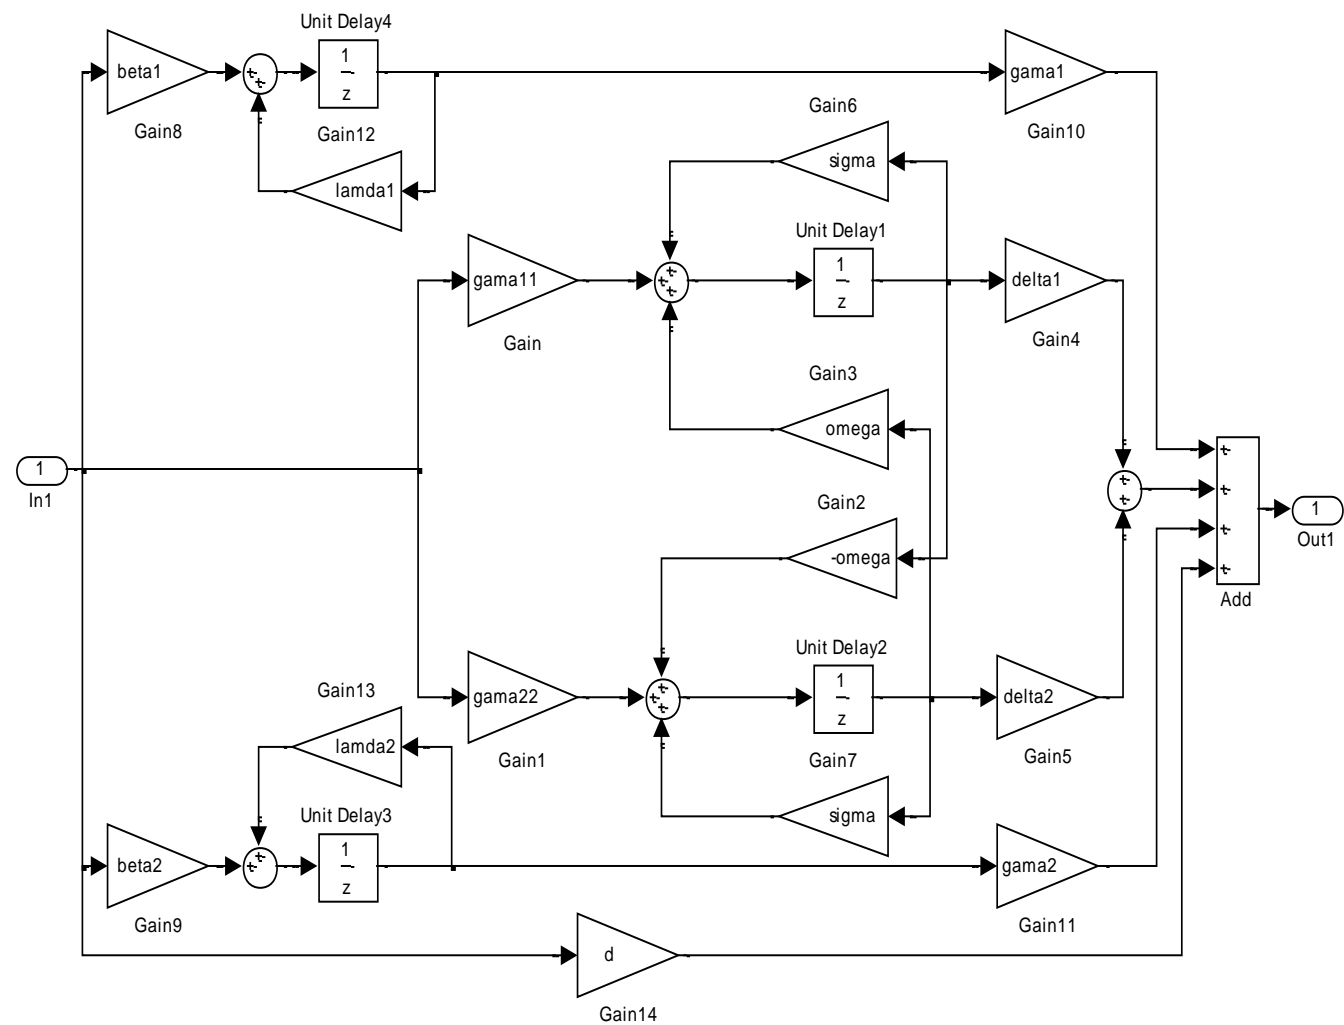 Unit Delay4
beta1
+
+
1
z
gama1
Gain8
Gain12
Gain6
Gain10
lamda1
sigma
Unit Delay1
gama11
+
+
+
1
z
delta1
Gain
Gain4
Gain3
omega
1
In1
Gain2
+
+
+
+
+
+
1
Out1
-omega
Add
Unit Delay2
Gain13
gama22
+
+
+
1
z
delta2
lamda2
Gain1
Gain7
Gain5
Unit Delay3
sigma
beta2
+
+
1
z
gama2
Gain9
Gain11
d
Gain14